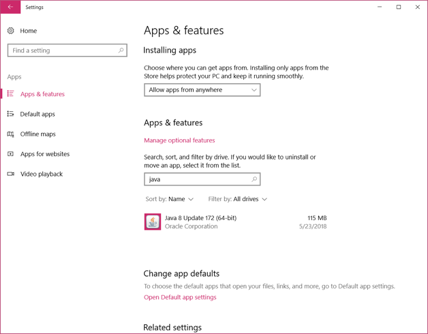 Settings
Home
Find a setting
Apps
Apps & features
Default apps
Offline maps
Apps for websites
Video playback
Apps & features
Installing apps
Choose where you can get apps from. Installing only apps from the
Store helps protect your PC and keep it running smoothly.
Allow apps from anywhere
Apps & features
Manage optional features
Search, sort, and filter by drive. If you would like to uninstall or
move an app, select it from the list.
java
Sort by: Name Filter by: All drives
Java 8 Update 172 (64-bit) 115 MB
Oracle Corporation 5/23/2018
Change app defaults
To choose the default apps that open your files, links, and more, go to Default app settings.
Open Default app settings
Related settings